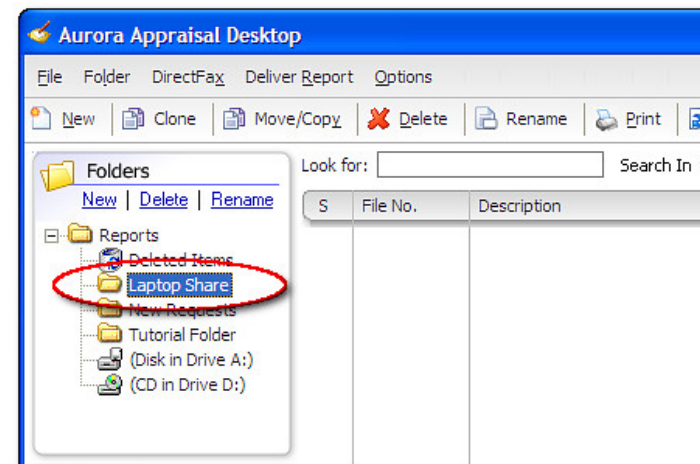 Aurora Appraisal Desktop
File Folder DirectFax Deliver Report Options
New Clone Move/Copy Delete Rename Print
Folders
New | Delete | Rename
Look for: Search In
S File No. Description
Reports
Deleted Items
Laptop Share
New Requests
Tutorial Folder
(Disk in Drive A:)
(CD in Drive D:)